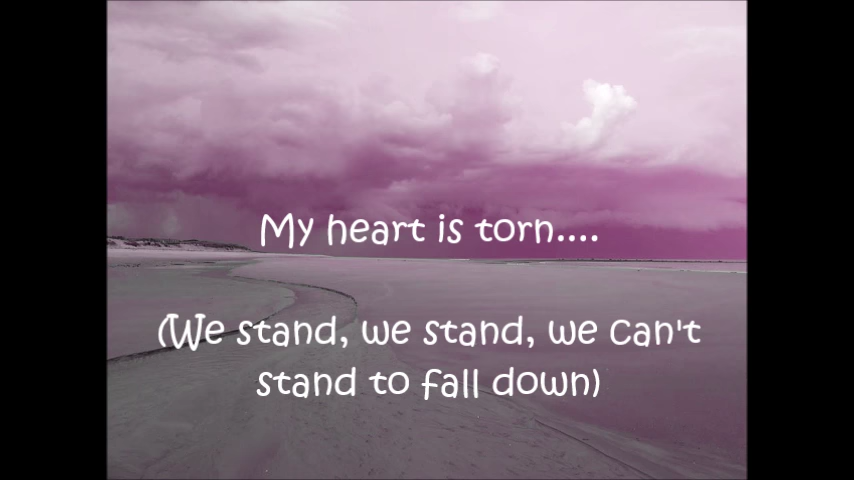 My heart is torn....
(We stand, we stand, we can't
stand to fall down)